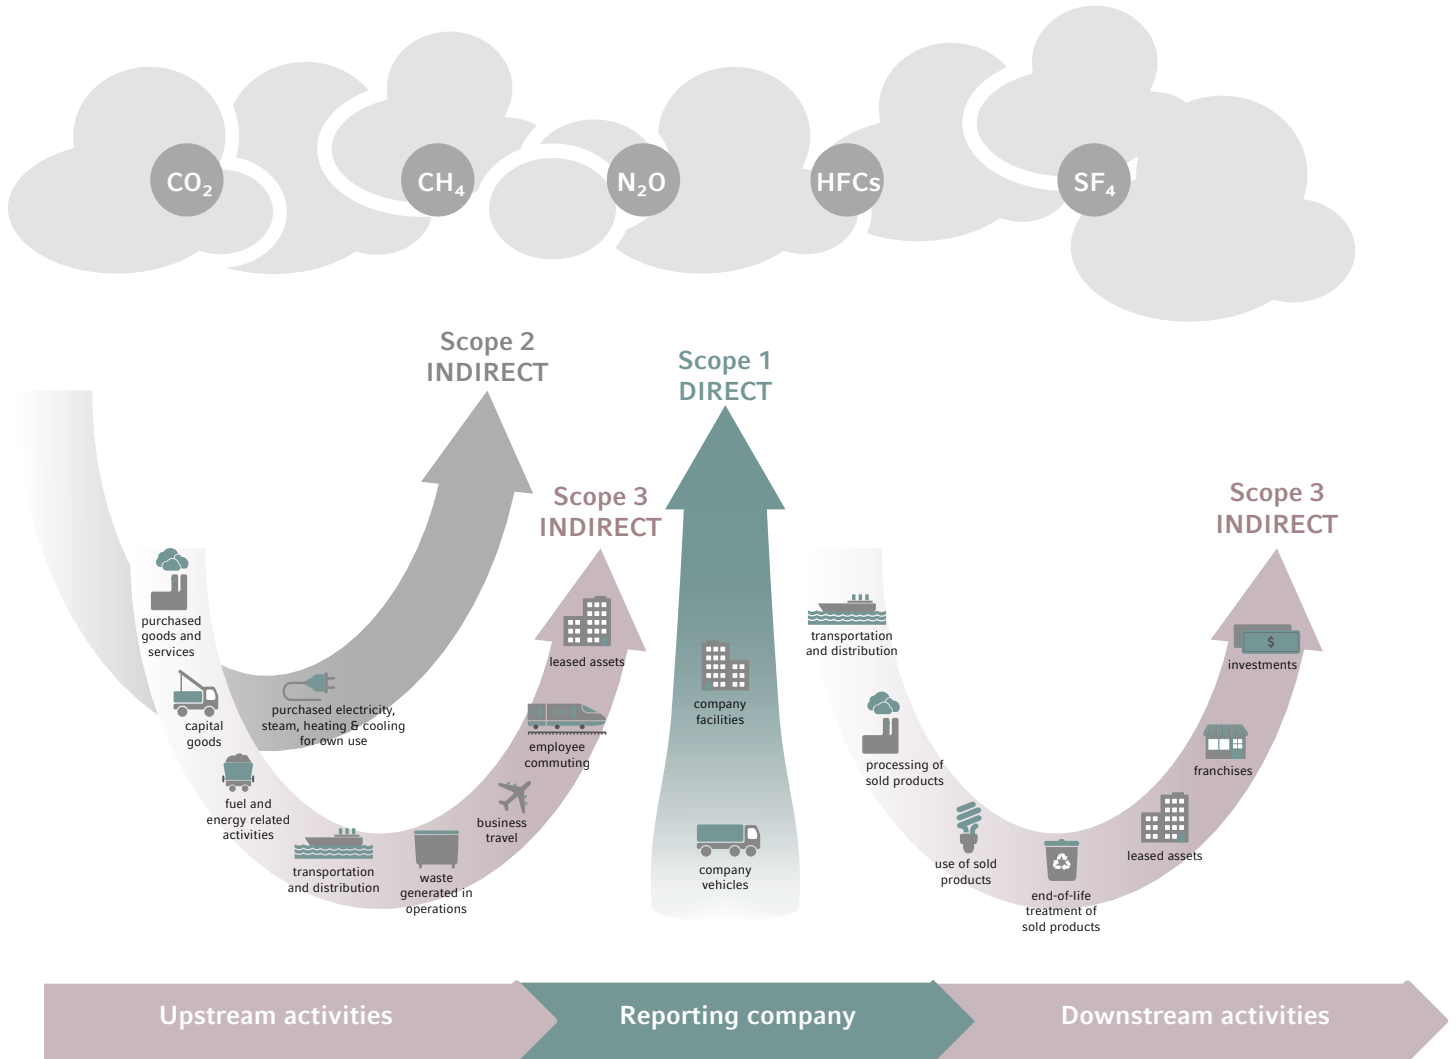 CO₂
CH₄
N₂O
HFCs
SF₄
Scope 2
INDIRECT
Scope 1
DIRECT
Scope 3
INDIRECT
Scope 3
INDIRECT
purchased
goods and
services
capital
goods
fuel and
energy related
activities
purchased electricity,
steam, heating & cooling
for own use
transportation
and distribution
waste
generated in
operations
business
travel
employee
commuting
leased assets
company
facilities
company
vehicles
transportation
and distribution
processing of
sold products
use of sold
products
end-of-life
treatment of
sold products
leased assets
franchises
$
investments
Upstream activities
Reporting company
Downstream activities